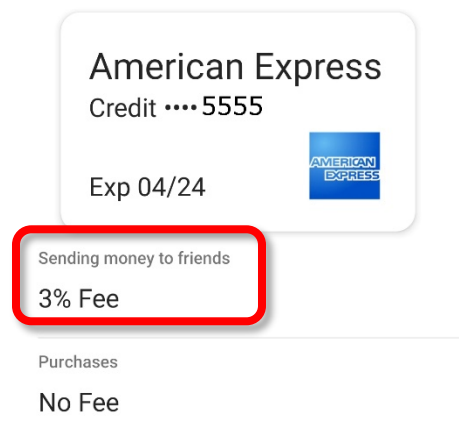 American Express
Credit •••• 5555
Exp 04/24
AMERICAN
EXPRESS
Sending money to friends
3% Fee
Purchases
No Fee